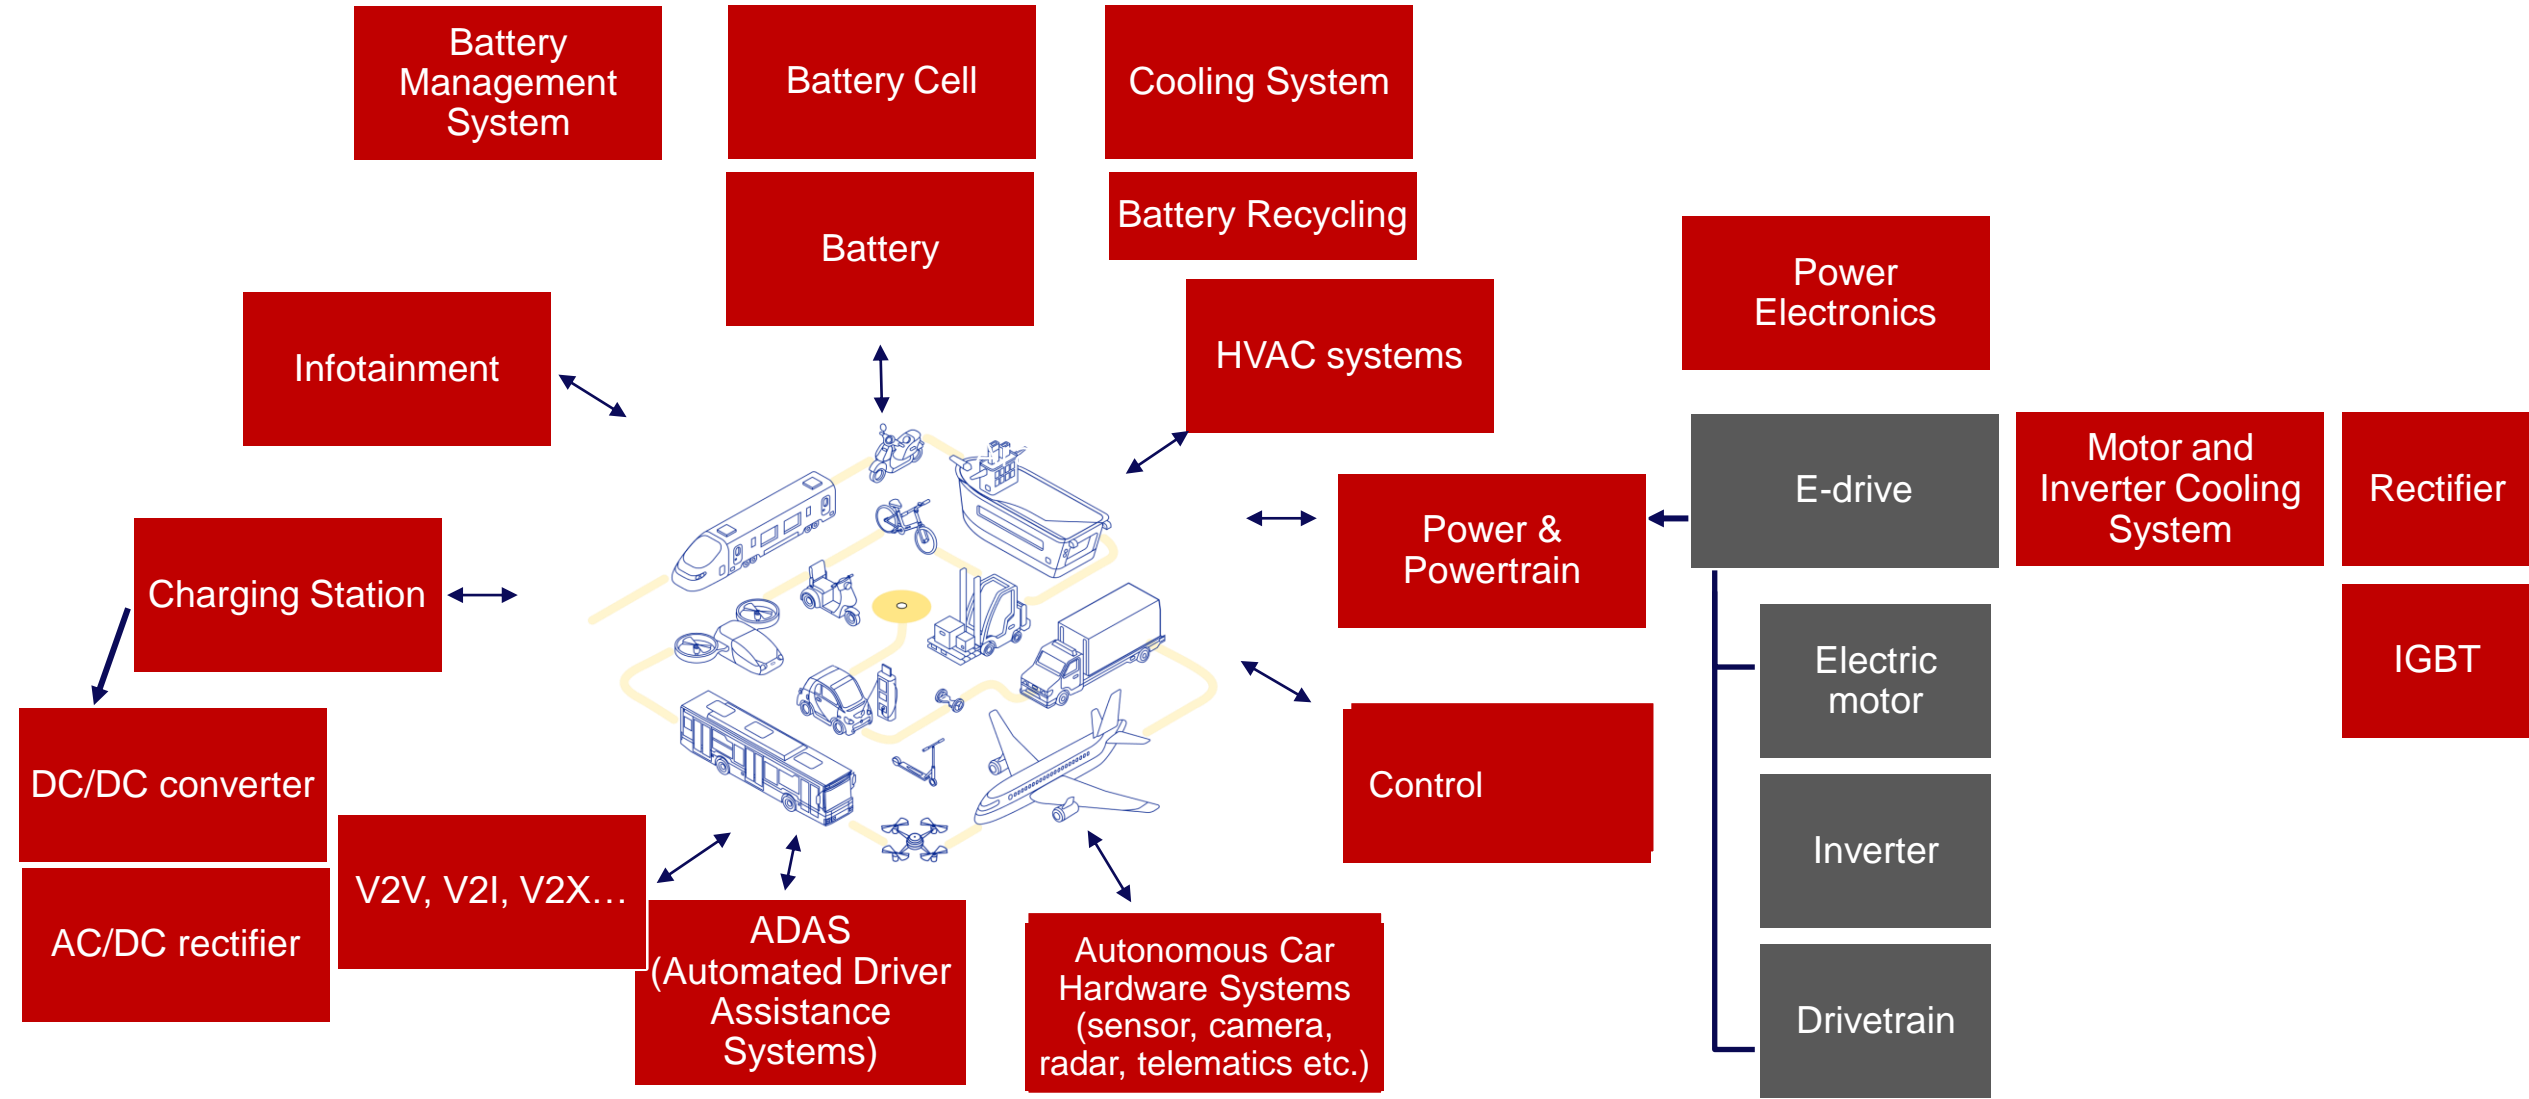 Battery
Management
System
Battery Cell
Cooling System
Battery
Battery Recycling
Power
Electronics
Infotainment
HVAC systems
E-drive
Motor and
Inverter Cooling
System
Rectifier
Charging Station
Power &
Powertrain
Electric
motor
IGBT
DC/DC converter
Control
Inverter
V2V, V2I, V2X…
AC/DC rectifier
ADAS
(Automated Driver
Assistance
Systems)
Autonomous Car
Hardware Systems
(sensor, camera,
radar, telematics etc.)
Drivetrain